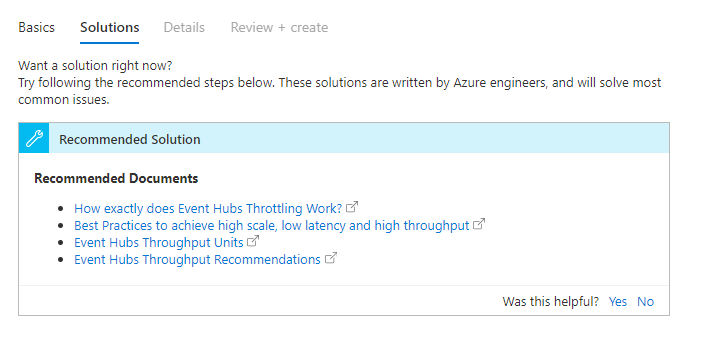 Basics Solutions Details Review + create
Want a solution right now?
Try following the recommended steps below. These solutions are written by Azure engineers, and will solve most
common issues.
Recommended Solution
Recommended Documents
• How exactly does Event Hubs Throttling Work?
• Best Practices to achieve high scale, low latency and high throughput
• Event Hubs Throughput Units
• Event Hubs Throughput Recommendations
Was this helpful? Yes No